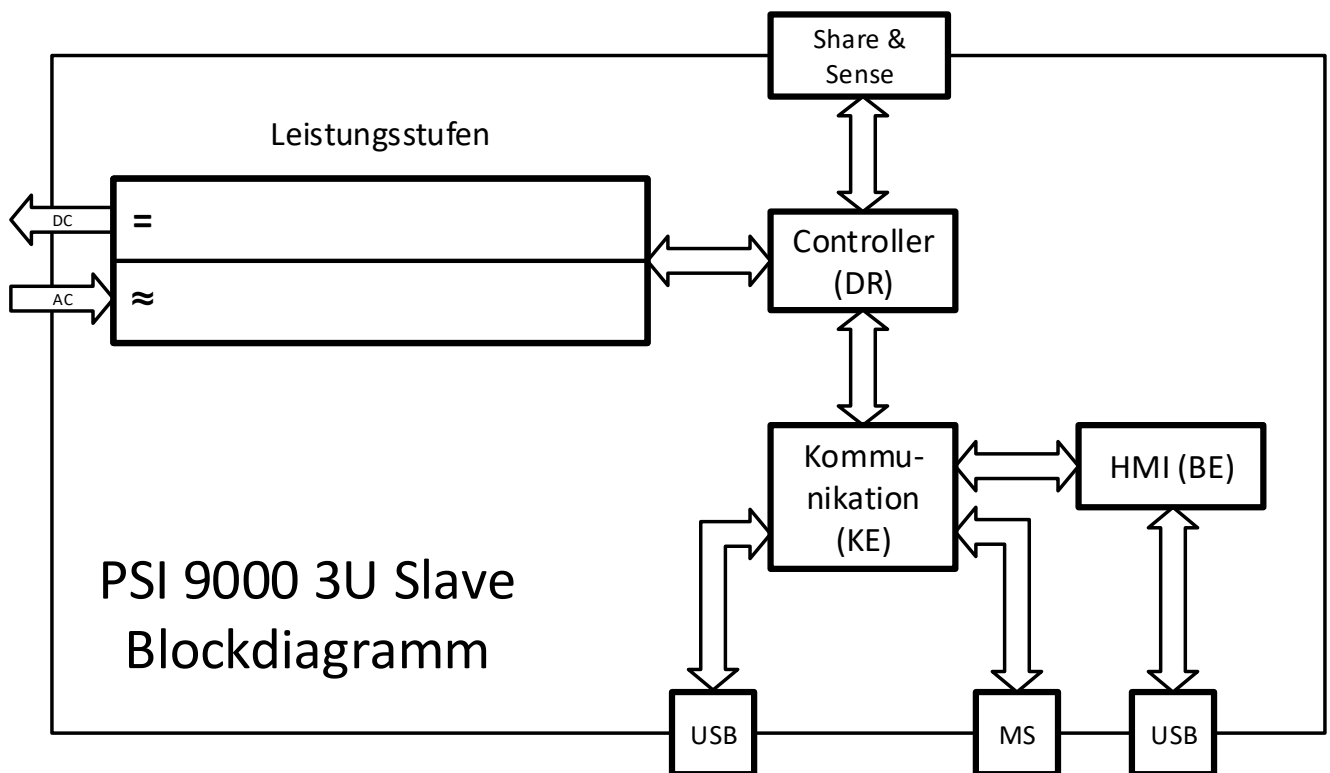 Share &
Sense
Leistungsstufen
DC
=
AC
≈
Controller
(DR)
Kommu-
nikation
(KE)
HMI (BE)
PSI 9000 3U Slave
Blockdiagramm
USB
MS
USB